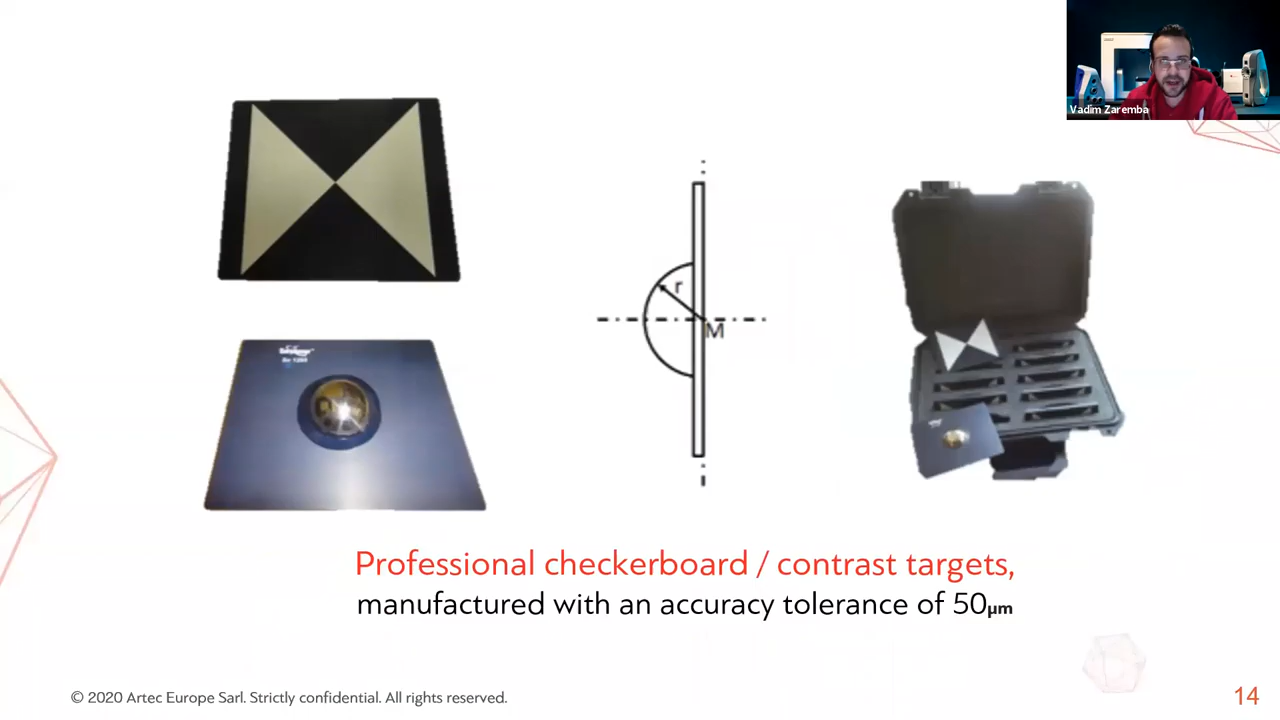 Vadim Zaremba
r
M
Professional checkerboard / contrast targets,
manufactured with an accuracy tolerance of 50µm
© 2020 Artec Europe Sarl. Strictly confidential. All rights reserved.
14